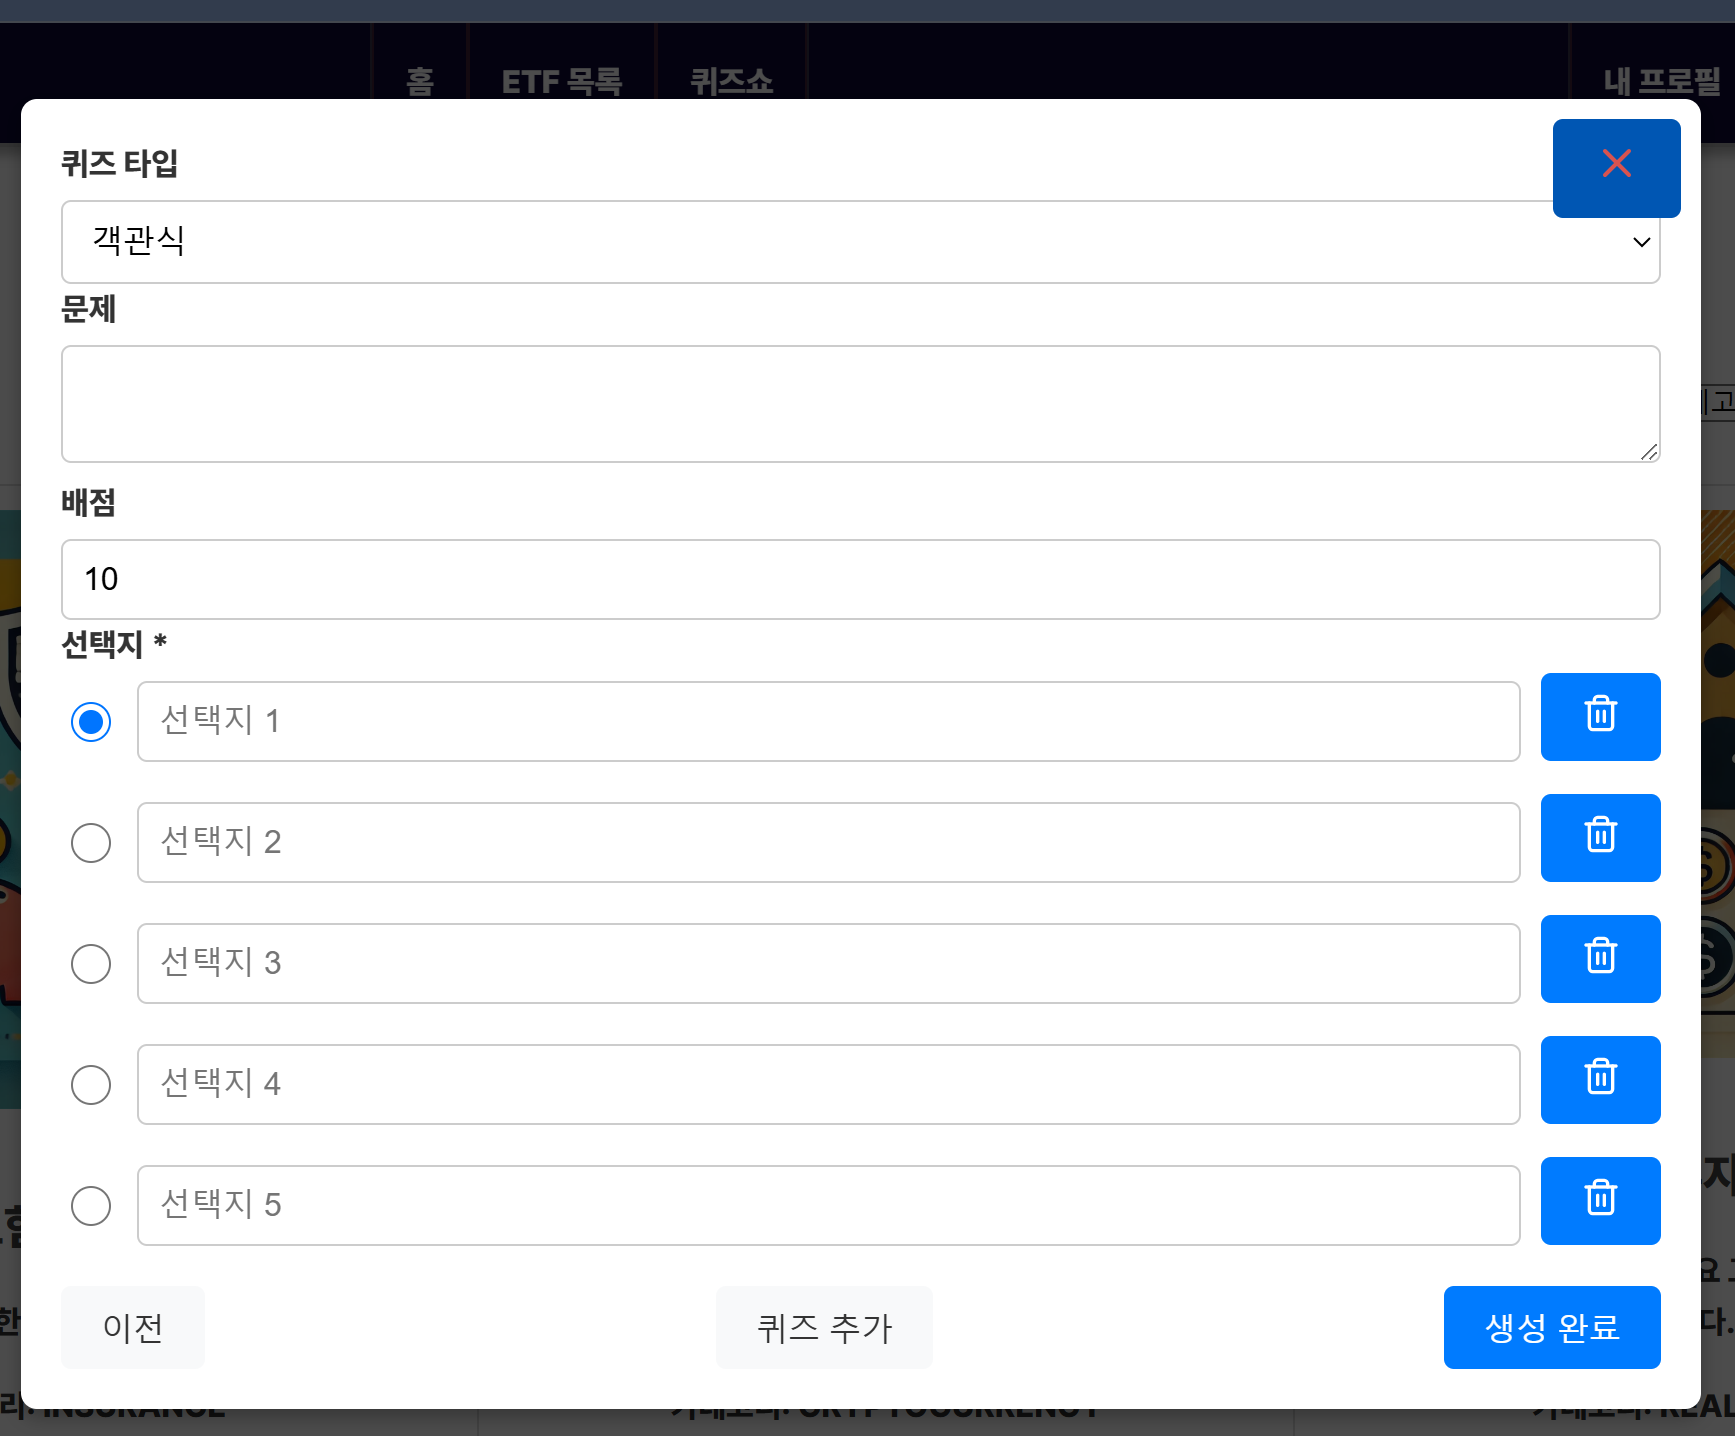 홈
ETF 목록
퀴즈쇼
내 프로필
퀴즈 타입
객관식
문제
배점
10
선택지 *
선택지 1
선택지 2
선택지 3
선택지 4
선택지 5
이전
퀴즈 추가
생성 완료
다.